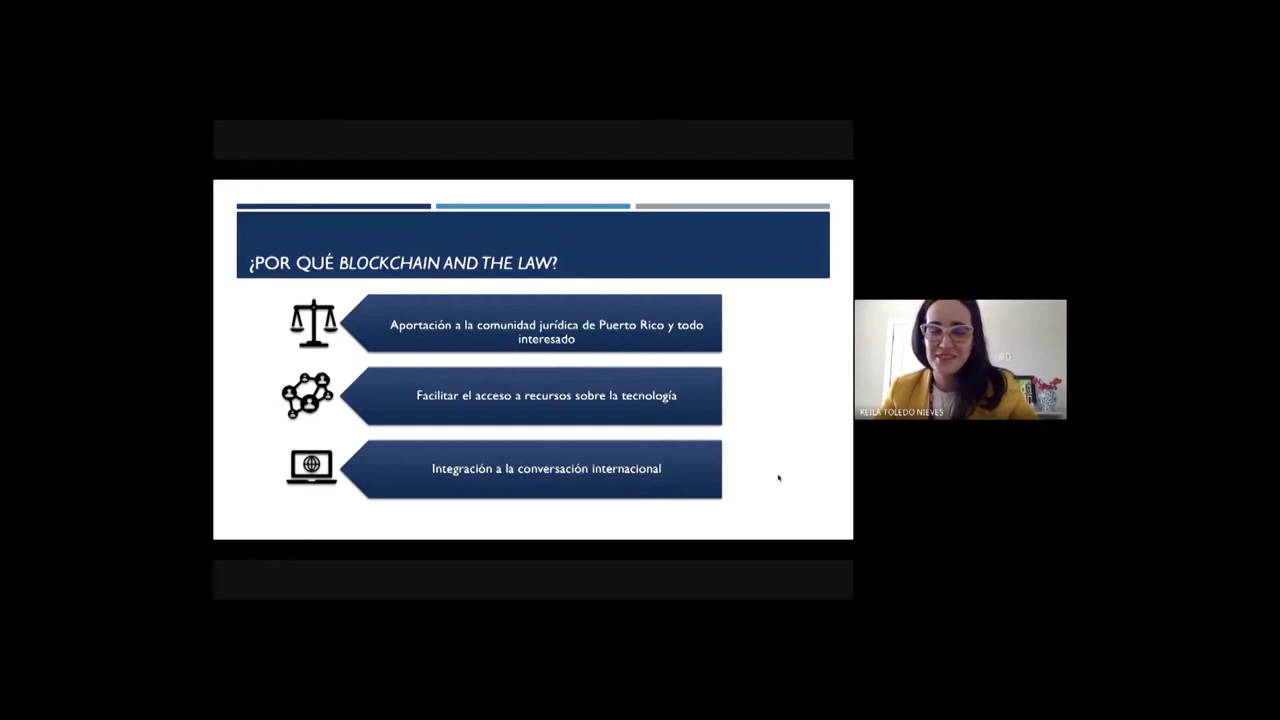 ¿POR QUÉ BLOCKCHAIN AND THE LAW?
Aportación a la comunidad jurídica de Puerto Rico y todo
interesado
Facilitar el acceso a recursos sobre la tecnología
Integración a la conversación internacional
KEILA TOLEDO NIEVES